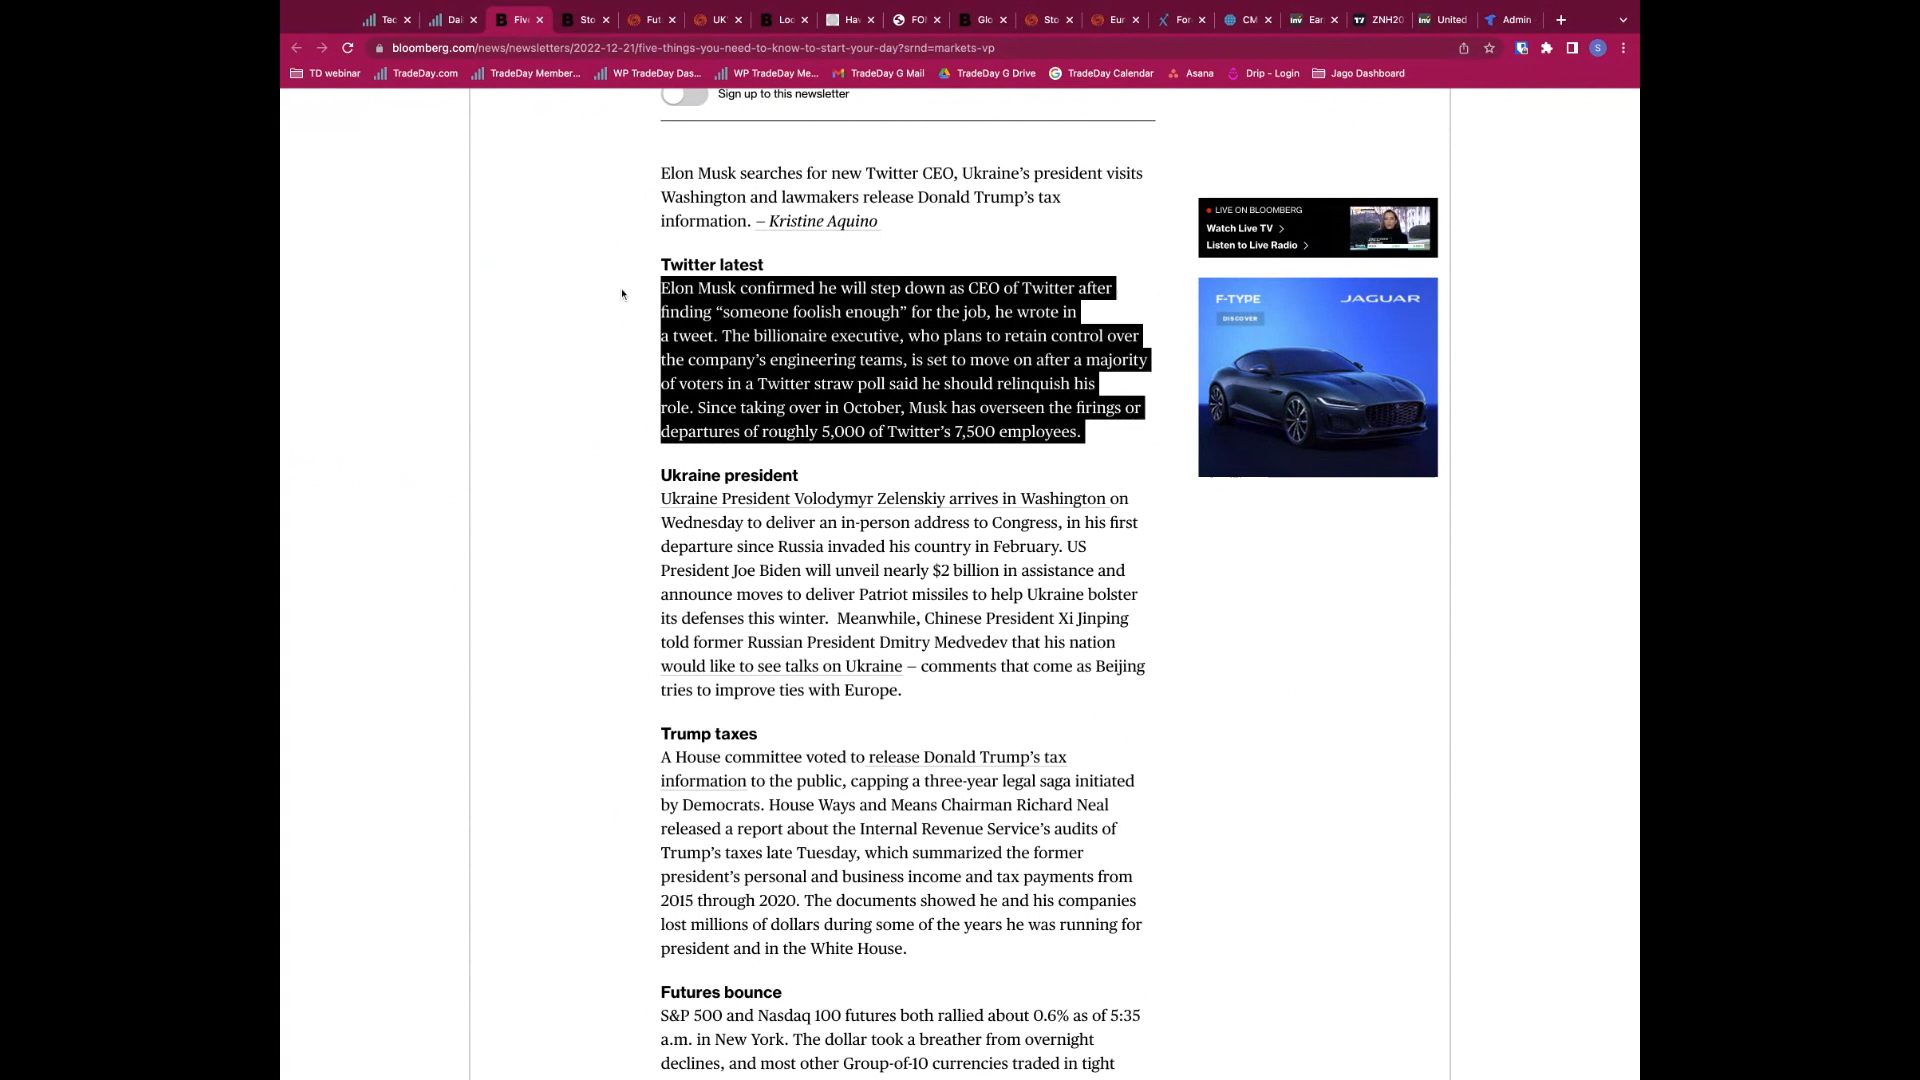 Tec
Dai
Five
Sto
Fut
UK
Loo
Hav
FO
Glo
Sto
Eur
For
CM
Ear
ZNH20
United
Admin
bloomberg.com/news/newsletters/2022-12-21/five-things-you-need-to-know-to-start-your-day?srnd=markets-vp
S
TD webinar
TradeDay.com
TradeDay Member...
WP TradeDay Das...
WP TradeDay Me...
TradeDay G Mail
TradeDay G Drive
TradeDay Calendar
Asana
Drip - Login
Jago Dashboard
Sign up to this newsletter
Elon Musk searches for new Twitter CEO, Ukraine’s president visits
Washington and lawmakers release Donald Trump’s tax
information. – Kristine Aquino
Twitter latest
Elon Musk confirmed he will step down as CEO of Twitter after
finding “someone foolish enough” for the job, he wrote in
a tweet. The billionaire executive, who plans to retain control over
the company’s engineering teams, is set to move on after a majority
of voters in a Twitter straw poll said he should relinquish his
role. Since taking over in October, Musk has overseen the firings or
departures of roughly 5,000 of Twitter’s 7,500 employees.
Ukraine president
Ukraine President Volodymyr Zelenskiy arrives in Washington on
Wednesday to deliver an in-person address to Congress, in his first
departure since Russia invaded his country in February. US
President Joe Biden will unveil nearly $2 billion in assistance and
announce moves to deliver Patriot missiles to help Ukraine bolster
its defenses this winter.  Meanwhile, Chinese President Xi Jinping
told former Russian President Dmitry Medvedev that his nation
would like to see talks on Ukraine – comments that come as Beijing
tries to improve ties with Europe.
Trump taxes
A House committee voted to release Donald Trump’s tax
information to the public, capping a three-year legal saga initiated
by Democrats. House Ways and Means Chairman Richard Neal
released a report about the Internal Revenue Service’s audits of
Trump’s taxes late Tuesday, which summarized the former
president’s personal and business income and tax payments from
2015 through 2020. The documents showed he and his companies
lost millions of dollars during some of the years he was running for
president and in the White House.
Futures bounce
S&P 500 and Nasdaq 100 futures both rallied about 0.6% as of 5:35
a.m. in New York. The dollar took a breather from overnight
declines, and most other Group-of-10 currencies traded in tight
LIVE ON BLOOMBERG
Watch Live TV
Listen to Live Radio
F-TYPE
JAGUAR
DISCOVER